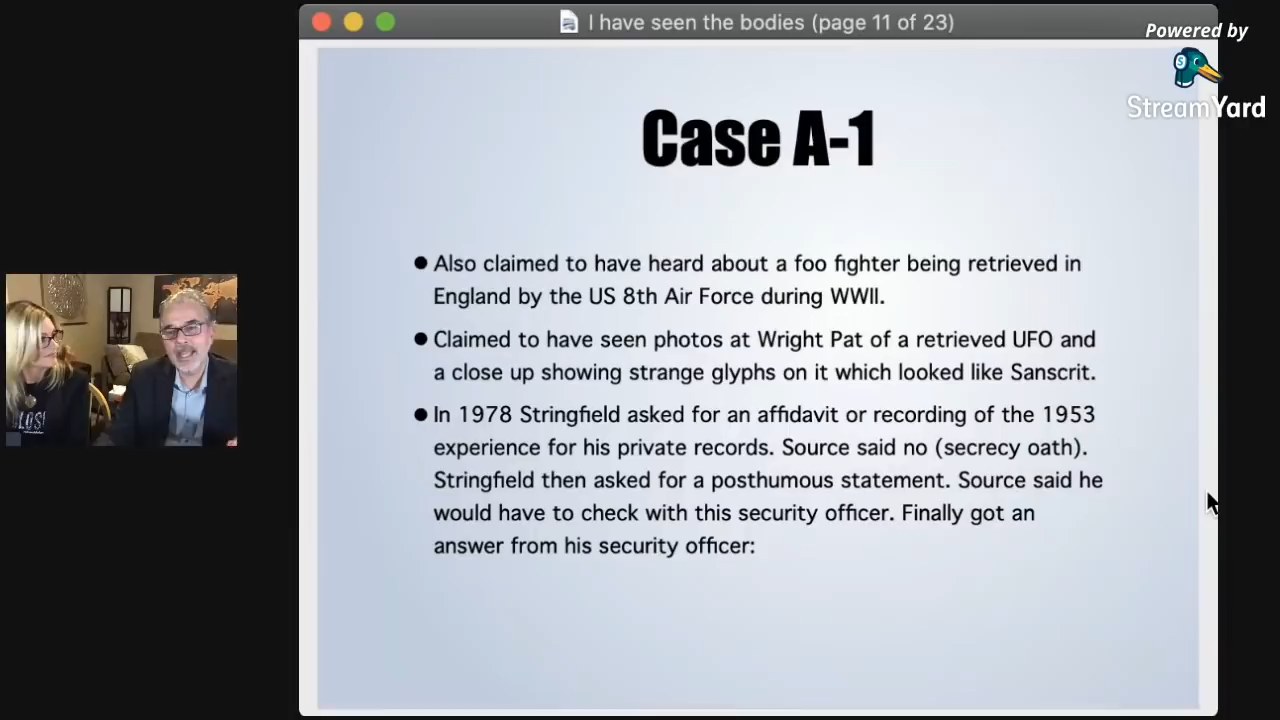 I have seen the bodies (page 11 of 23)
Powered by
StreamYard
Case A-1
● Also claimed to have heard about a foo fighter being retrieved in
England by the US 8th Air Force during WWII.
● Claimed to have seen photos at Wright Pat of a retrieved UFO and
a close up showing strange glyphs on it which looked like Sanscrit.
● In 1978 Stringfield asked for an affidavit or recording of the 1953
experience for his private records. Source said no (secrecy oath).
Stringfield then asked for a posthumous statement. Source said he
would have to check with this security officer. Finally got an
answer from his security officer: